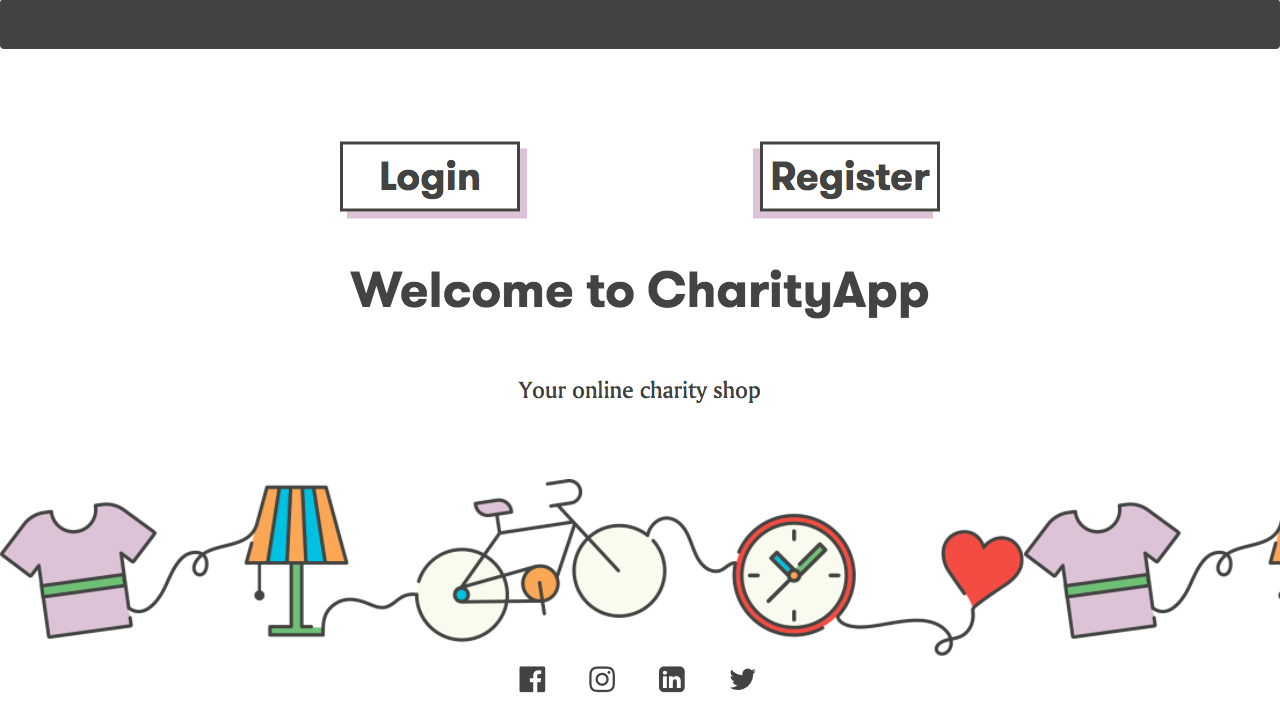 Login
Register
Welcome to CharityApp
Your online charity shop